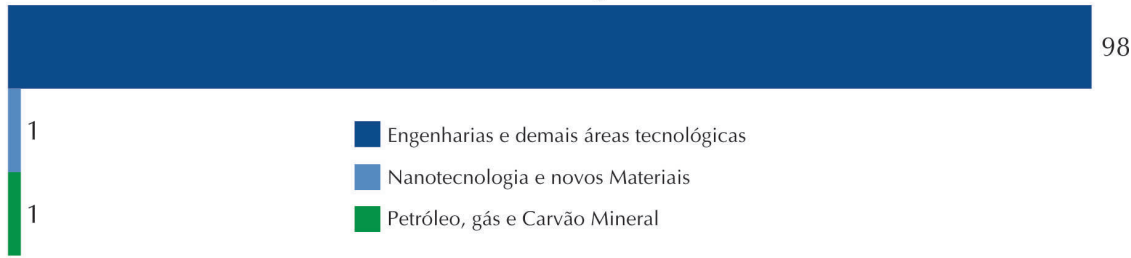 98
1
Engenharias e demais áreas tecnológicas
Nanotecnologia e novos Materiais
1
Petróleo, gás e Carvão Mineral